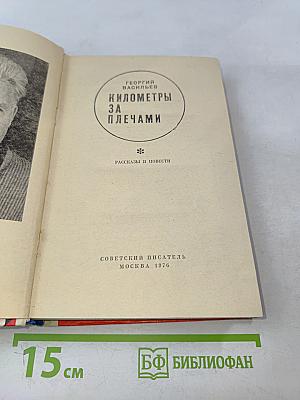 ГЕОРГИЙ
ВАСИЛЬЕВ
КИЛОМЕТРЫ
ЗА
ПЛЕЧАМИ
*
РАССКАЗЫ И ПОВЕСТИ
СОВЕТСКИЙ ПИСАТЕЛЬ
МОСКВА 1976
15 см
БФ БИБЛИОФАН